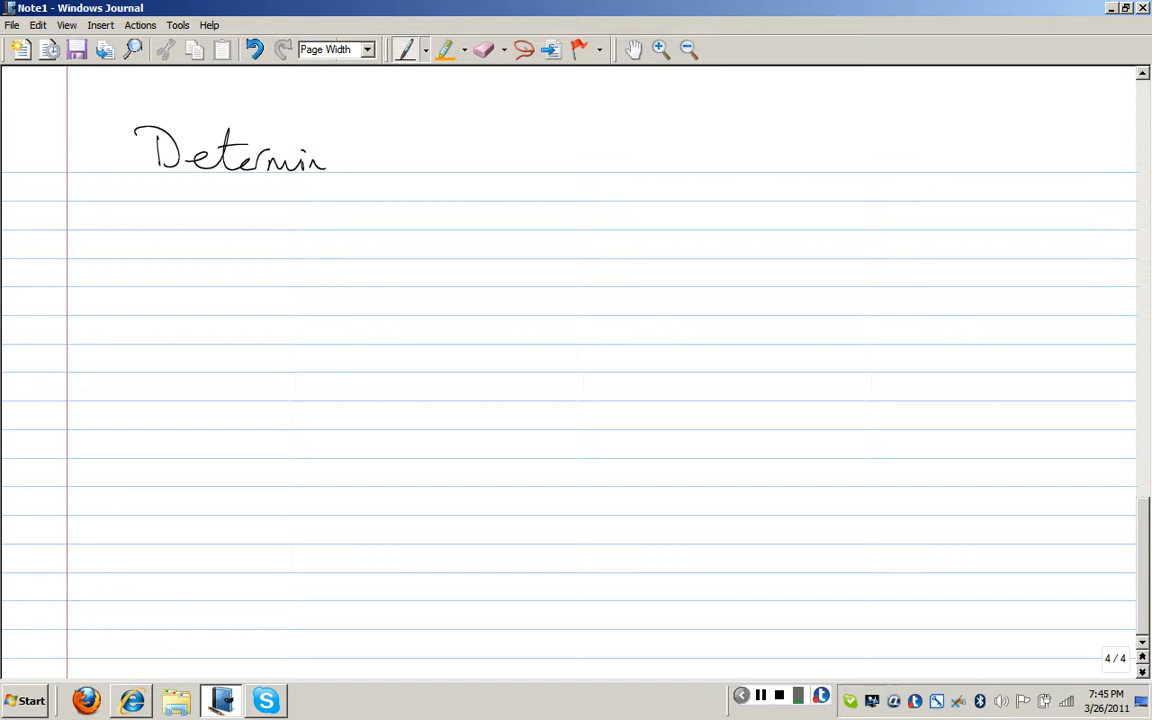 Note1 - Windows Journal
File Edit View Insert Actions Tools Help
Page Width
Determin
4 / 4
Start
7:45 PM
3/26/2011